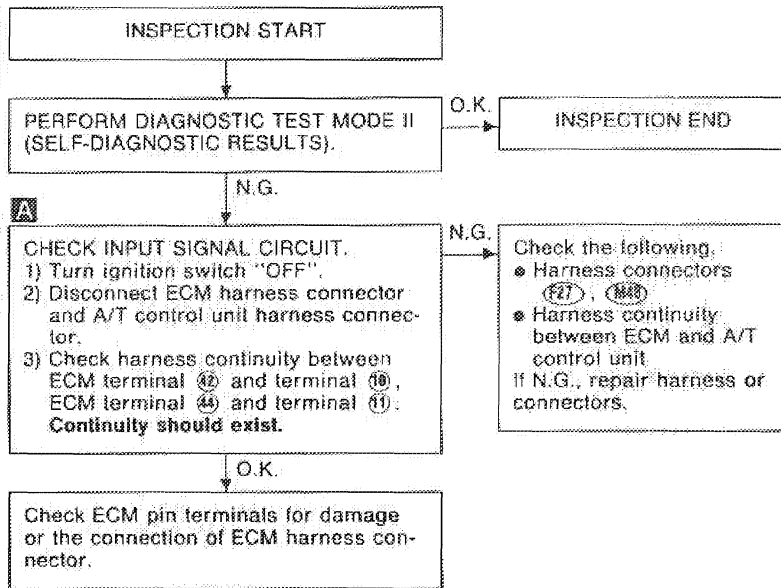 INSPECTION START
PERFORM DIAGNOSTIC TEST MODE II
(SELF-DIAGNOSTIC RESULTS).
O.K.
INSPECTION END
N.G.
A
CHECK INPUT SIGNAL CIRCUIT.
1) Turn ignition switch "OFF".
2) Disconnect ECM harness connector
and A/T control unit harness connec-
tor.
3) Check harness continuity between
ECM terminal 42 and terminal 10,
ECM terminal 44 and terminal 11.
Continuity should exist.
N.G.
Check the following.
● Harness connectors
F27, M48
● Harness continuity
between ECM and A/T
control unit
If N.G., repair harness or
connectors.
O.K.
Check ECM pin terminals for damage
or the connection of ECM harness con-
nector.